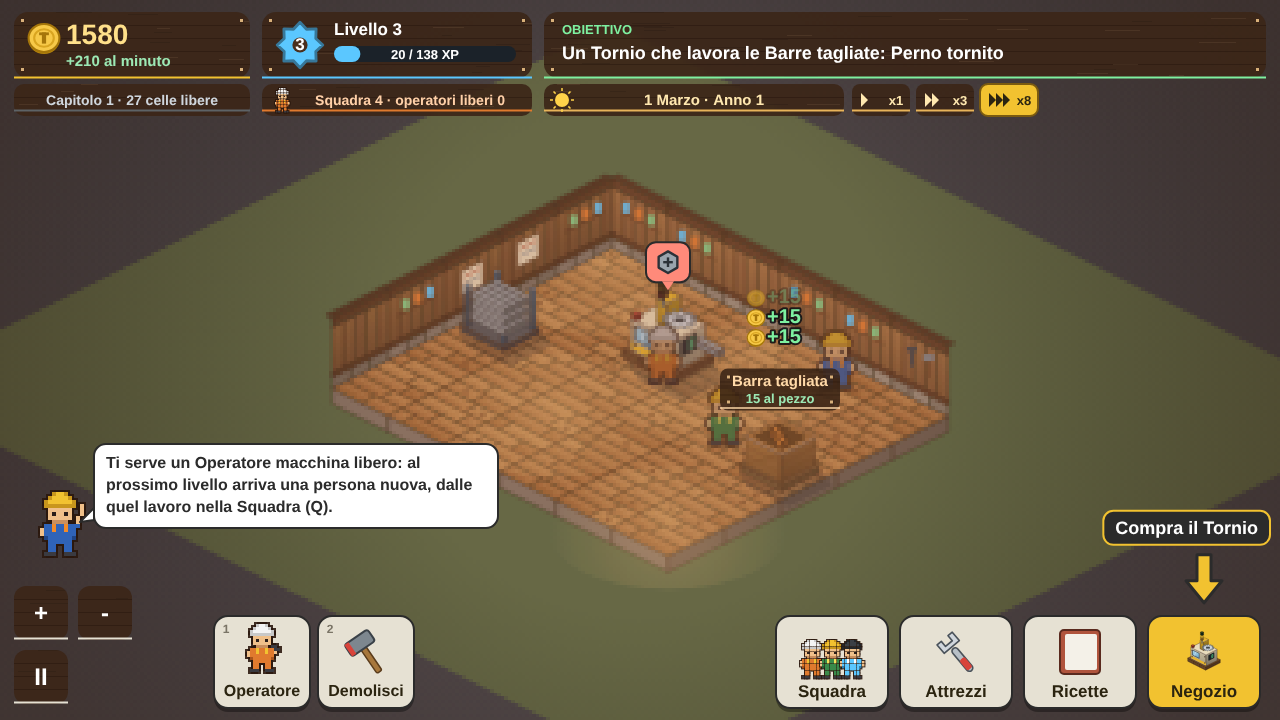 1580
+210 al minuto
3
Livello 3
20 / 138 XP
OBIETTIVO
Un Tornio che lavora le Barre tagliate: Perno tornito
Capitolo 1 · 27 celle libere
Squadra 4 · operatori liberi 0
1 Marzo · Anno 1
x1
x3
x8
+15
+15
+15
Barra tagliata
15 al pezzo
Ti serve un Operatore macchina libero: al
prossimo livello arriva una persona nuova, dalle
quel lavoro nella Squadra (Q).
Compra il Tornio
+
-
1
Operatore
2
Demolisci
Squadra
Attrezzi
Ricette
Negozio